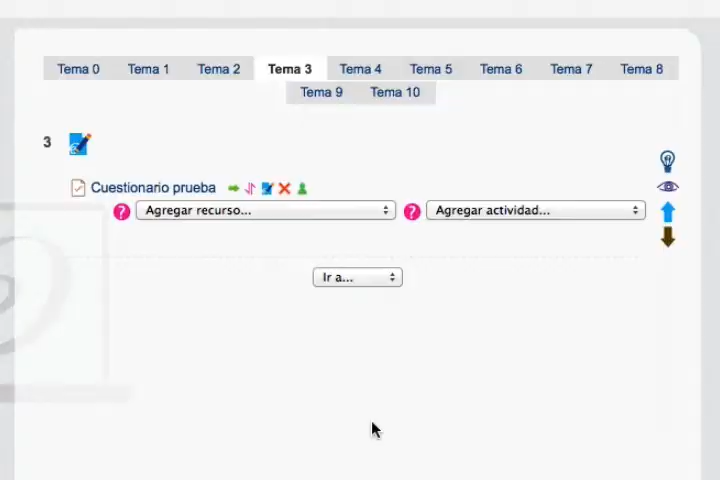 Tema 0 Tema 1 Tema 2 Tema 3 Tema 4 Tema 5 Tema 6 Tema 7 Tema 8
Tema 9 Tema 10
3
Cuestionario prueba
? Agregar recurso... ? Agregar actividad...
Ir a...